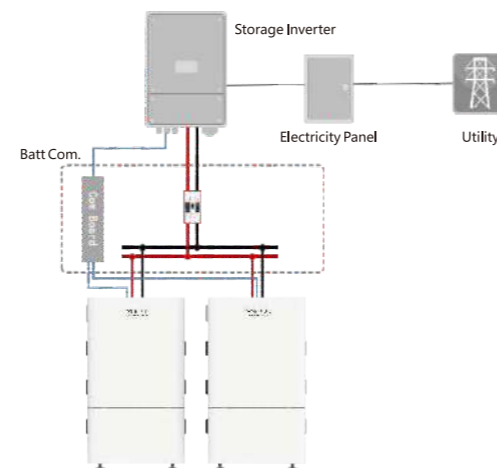 Storage Inverter
Electricity Panel
Utility
Batt Com.
Com Board